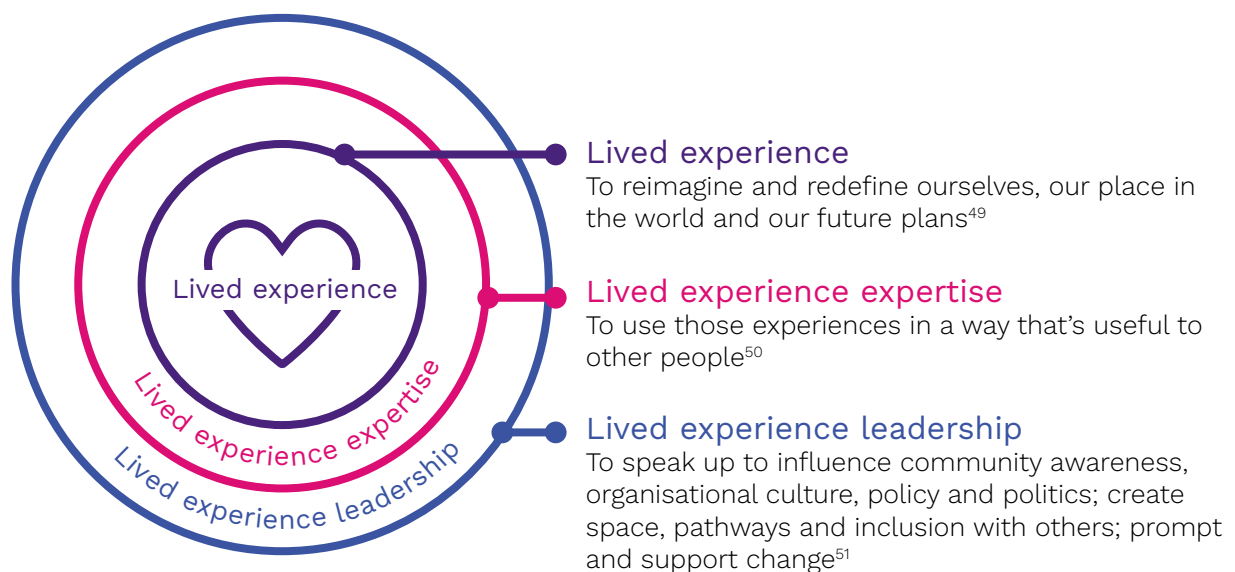 Lived experience
Lived experience expertise
Lived experience leadership
Lived experience
To reimagine and redefine ourselves, our place in
the world and our future plans⁴⁹
Lived experience expertise
To use those experiences in a way that’s useful to
other people⁵⁰
Lived experience leadership
To speak up to influence community awareness,
organisational culture, policy and politics; create
space, pathways and inclusion with others; prompt
and support change⁵¹